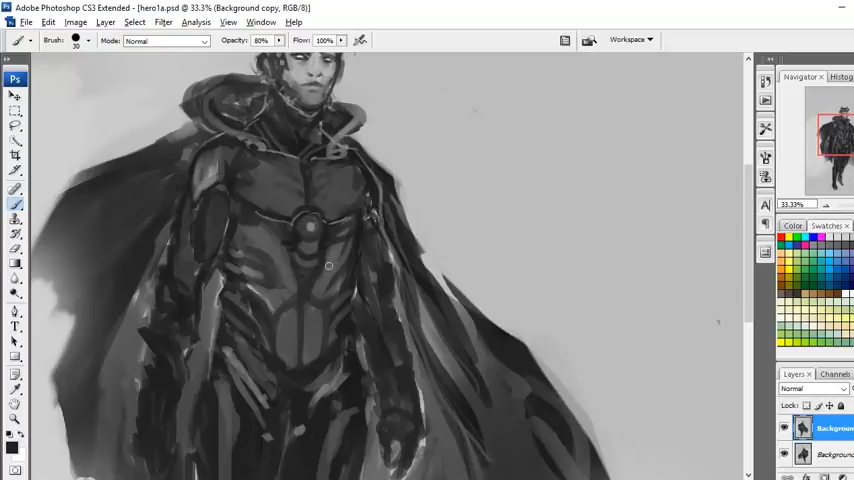 Adobe Photoshop CS3 Extended - [hero1a.psd @ 33.3% (Background copy, RGB/8)]
File Edit Image Layer Select Filter Analysis View Window Help
Brush: 30 Mode: Normal Opacity: 80% Flow: 100% Workspace
Ps
Navigator × Histog
33.33%
Color Swatches ×
Layers × Channels
Normal
Lock:
Backgroun
Background